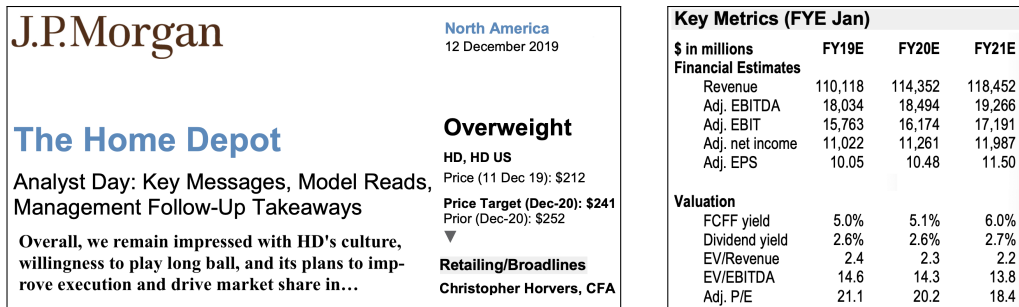 J.P.Morgan
North America
12 December 2019
The Home Depot
Analyst Day: Key Messages, Model Reads,
Management Follow-Up Takeaways
Overall, we remain impressed with HD's culture,
willingness to play long ball, and its plans to imp-
rove execution and drive market share in…
Overweight
HD, HD US
Price (11 Dec 19): $212
Price Target (Dec-20): $241
Prior (Dec-20): $252
Retailing/Broadlines
Christopher Horvers, CFA
Key Metrics (FYE Jan)
$ in millions FY19E FY20E FY21E
Financial Estimates
Revenue 110,118 114,352 118,452
Adj. EBITDA 18,034 18,494 19,266
Adj. EBIT 15,763 16,174 17,191
Adj. net income 11,022 11,261 11,987
Adj. EPS 10.05 10.48 11.50
Valuation
FCFF yield 5.0% 5.1% 6.0%
Dividend yield 2.6% 2.6% 2.7%
EV/Revenue 2.4 2.3 2.2
EV/EBITDA 14.6 14.3 13.8
Adj. P/E 21.1 20.2 18.4